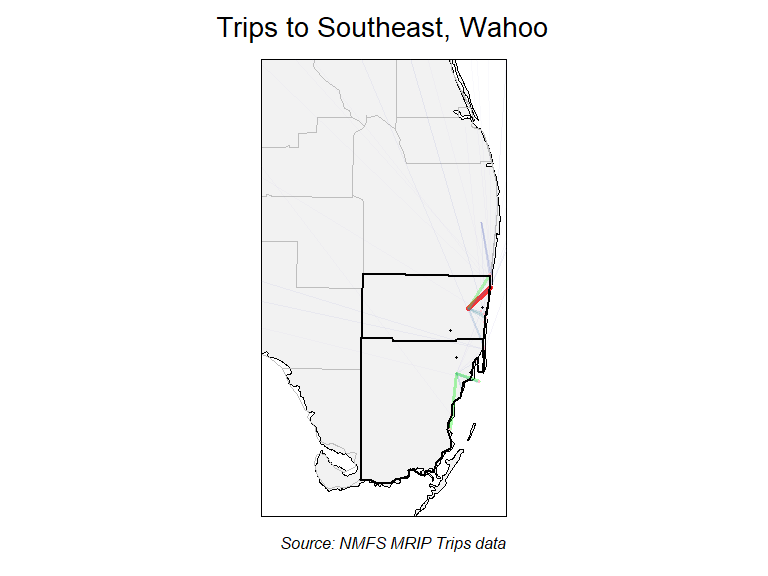 Trips to Southeast, Wahoo
Source: NMFS MRIP Trips data